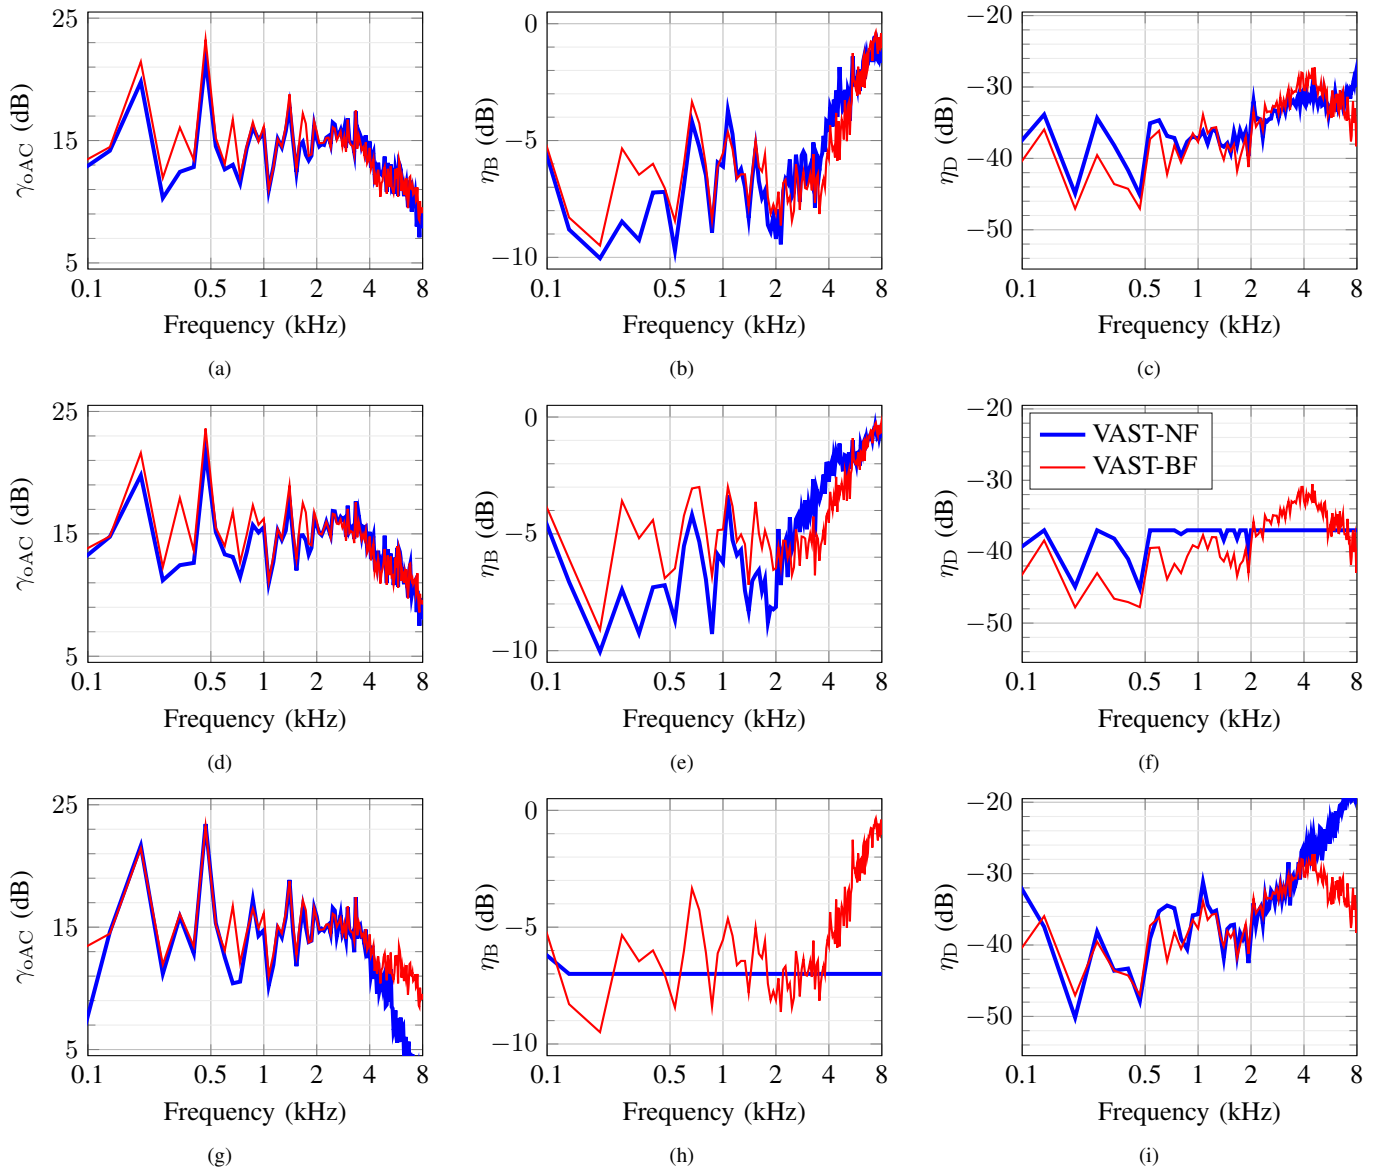 25
15
5
γoAC (dB)
0.1 0.5 1 2 4 8
Frequency (kHz)
(a)
0
−5
−10
ηB (dB)
0.1 0.5 1 2 4 8
Frequency (kHz)
(b)
−20
−30
−40
−50
ηD (dB)
0.1 0.5 1 2 4 8
Frequency (kHz)
(c)
25
15
5
γoAC (dB)
0.1 0.5 1 2 4 8
Frequency (kHz)
(d)
0
−5
−10
ηB (dB)
0.1 0.5 1 2 4 8
Frequency (kHz)
(e)
−20
−30
−40
−50
ηD (dB)
VAST-NF
VAST-BF
0.1 0.5 1 2 4 8
Frequency (kHz)
(f)
25
15
5
γoAC (dB)
0.1 0.5 1 2 4 8
Frequency (kHz)
(g)
0
−5
−10
ηB (dB)
0.1 0.5 1 2 4 8
Frequency (kHz)
(h)
−20
−30
−40
−50
ηD (dB)
0.1 0.5 1 2 4 8
Frequency (kHz)
(i)